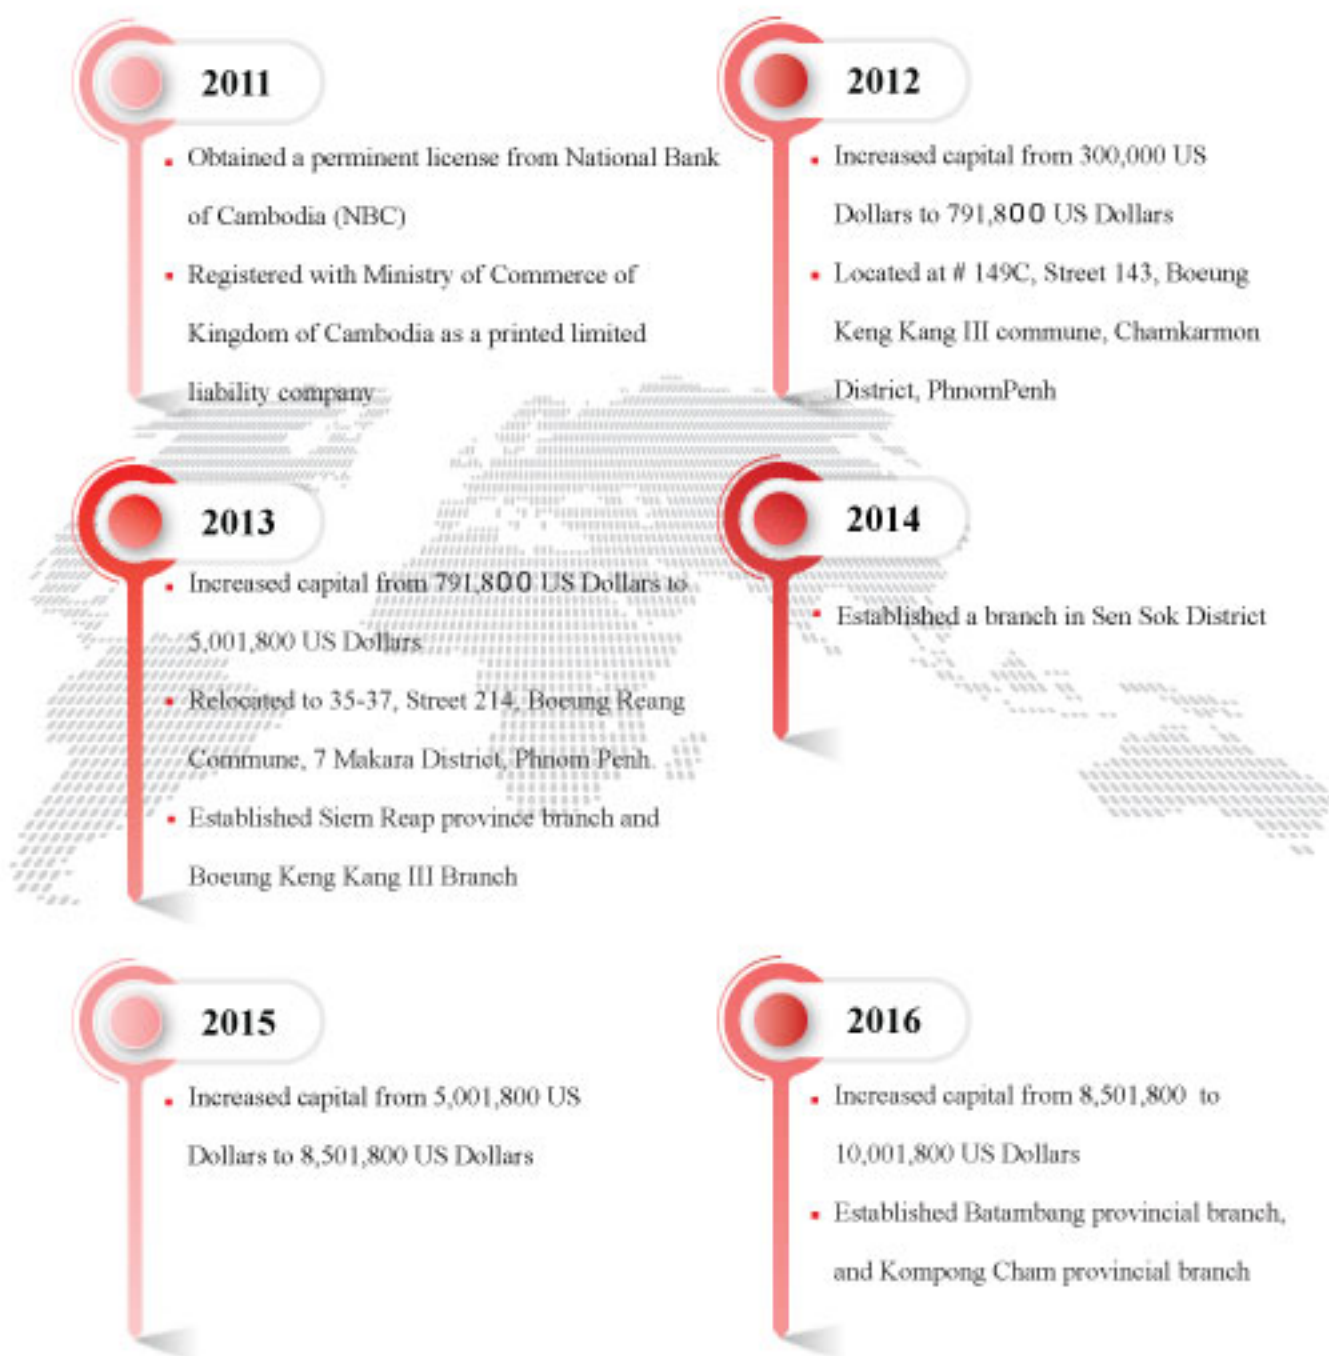 2011
Obtained a perminent license from National Bank
of Cambodia (NBC)
Registered with Ministry of Commerce of
Kingdom of Cambodia as a printed limited
liability company
2012
Increased capital from 300,000 US
Dollars to 791,800 US Dollars
Located at # 149C, Street 143, Boeung
Keng Kang III commune, Chamkarmon
District, PhnomPenh
2013
Increased capital from 791,800 US Dollars to
5,001,800 US Dollars
Relocated to 35-37, Street 214, Boeung Reang
Commune, 7 Makara District, Phnom Penh.
Established Siem Reap province branch and
Boeung Keng Kang III Branch
2014
Established a branch in Sen Sok District
2015
Increased capital from 5,001,800 US
Dollars to 8,501,800 US Dollars
2016
Increased capital from 8,501,800 to
10,001,800 US Dollars
Established Batambang provincial branch,
and Kompong Cham provincial branch